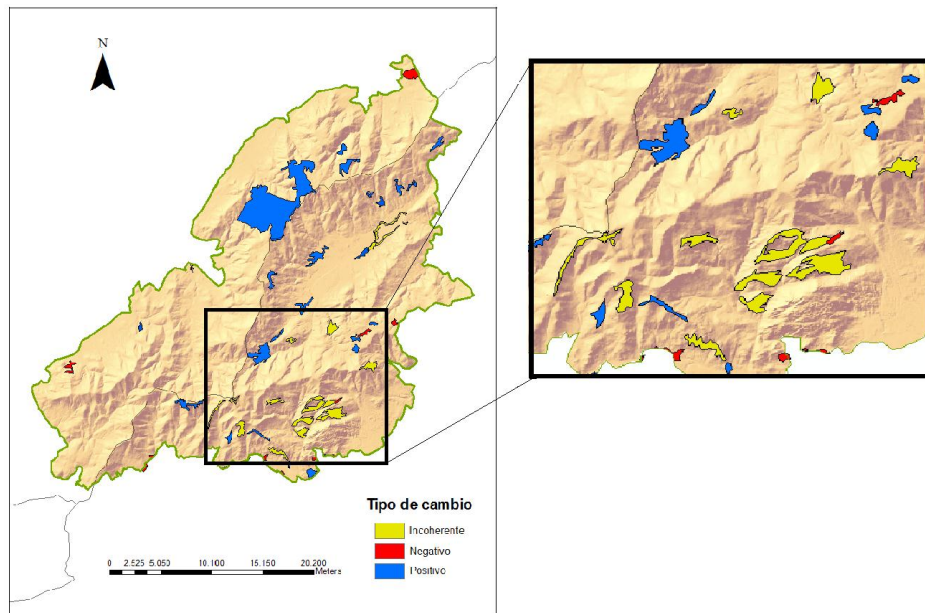 N
Tipo de cambio
Incoherente
Negativo
Positivo
0 2.525 5.050 10.100 15.150 20.200
Meters